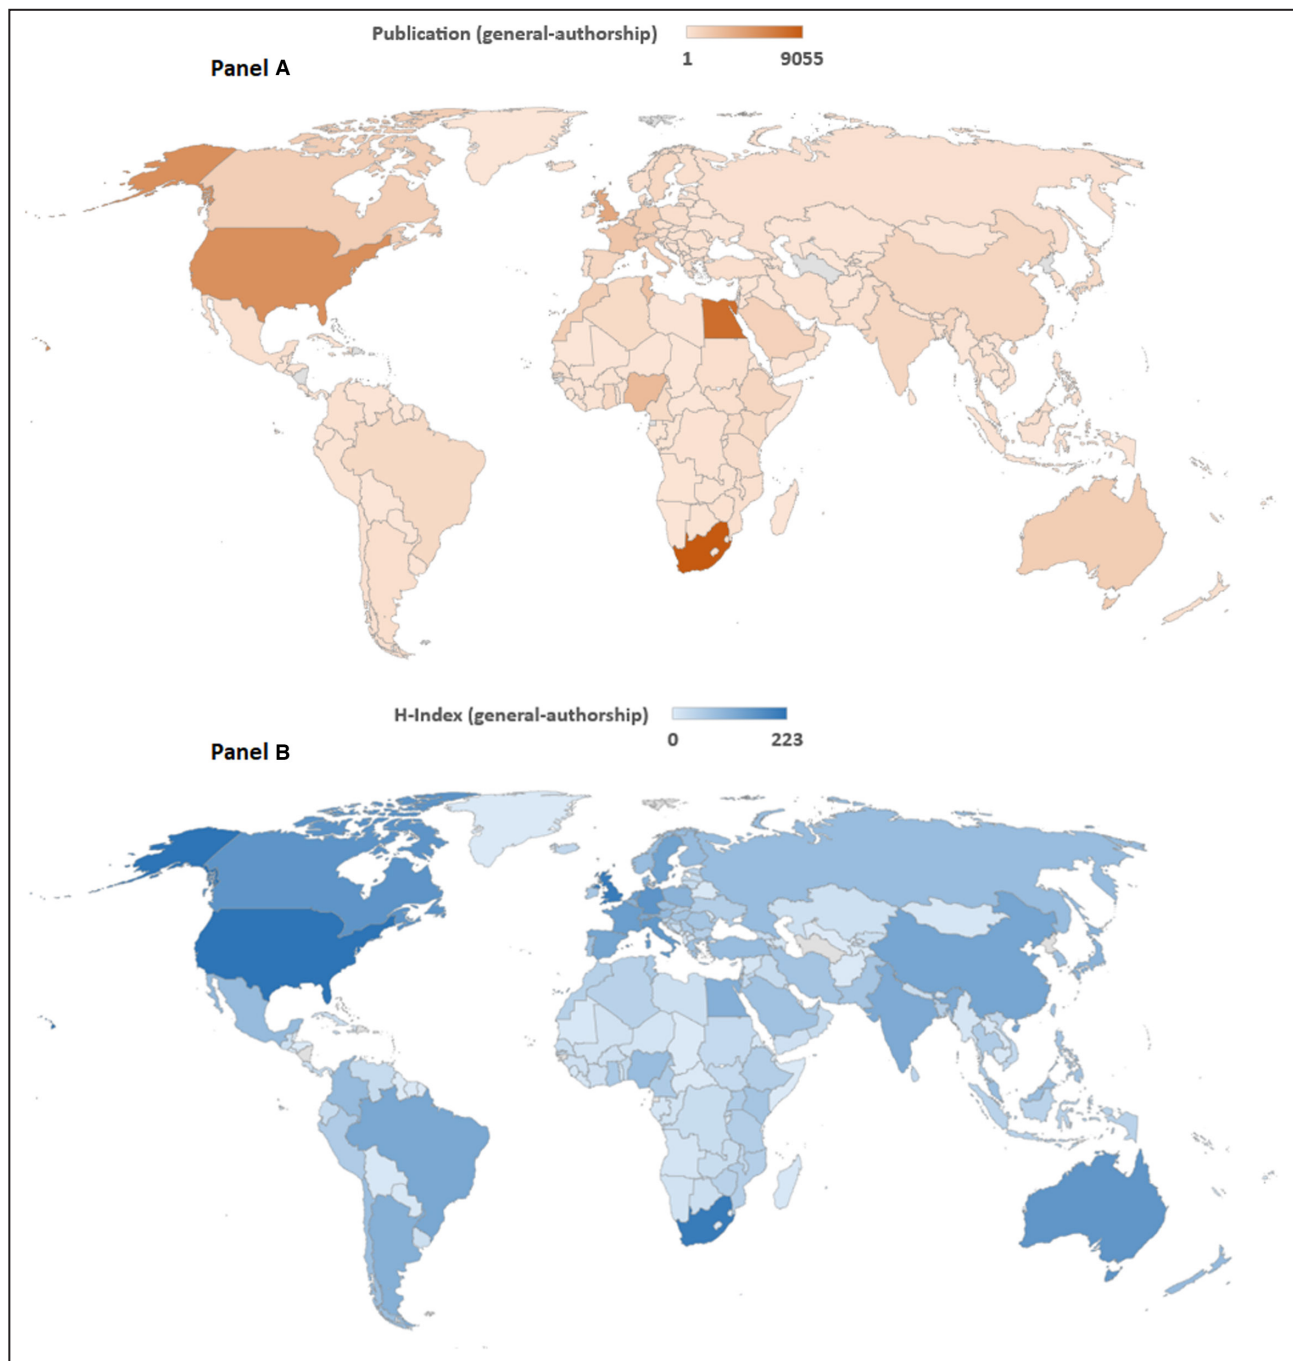 Publication (general-authorship)
1 9055
Panel A
H-Index (general-authorship)
0 223
Panel B